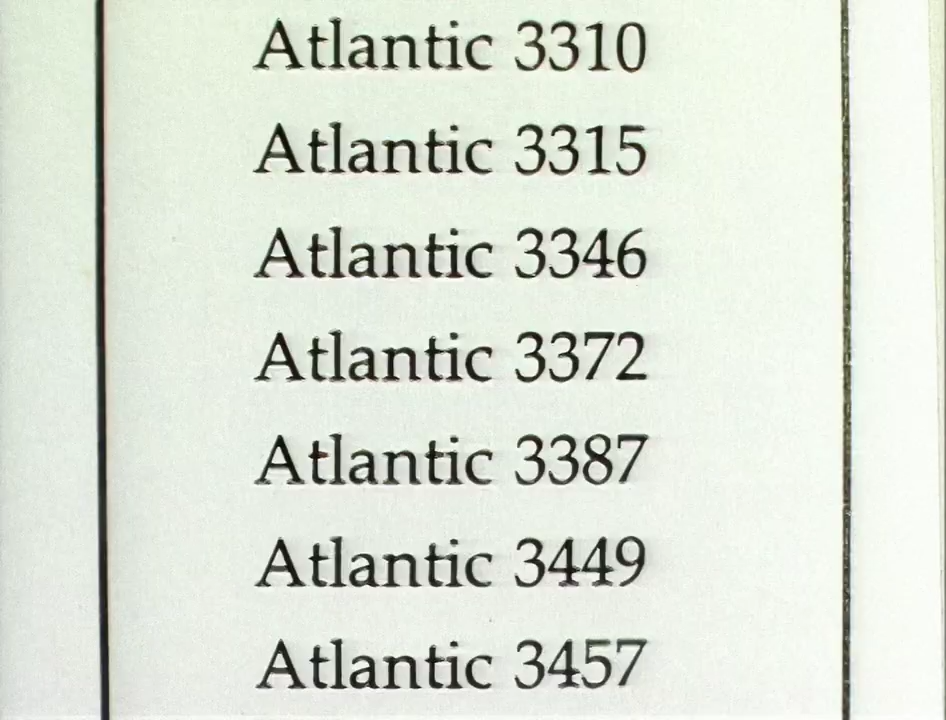 Atlantic 3310
Atlantic 3315
Atlantic 3346
Atlantic 3372
Atlantic 3387
Atlantic 3449
Atlantic 3457